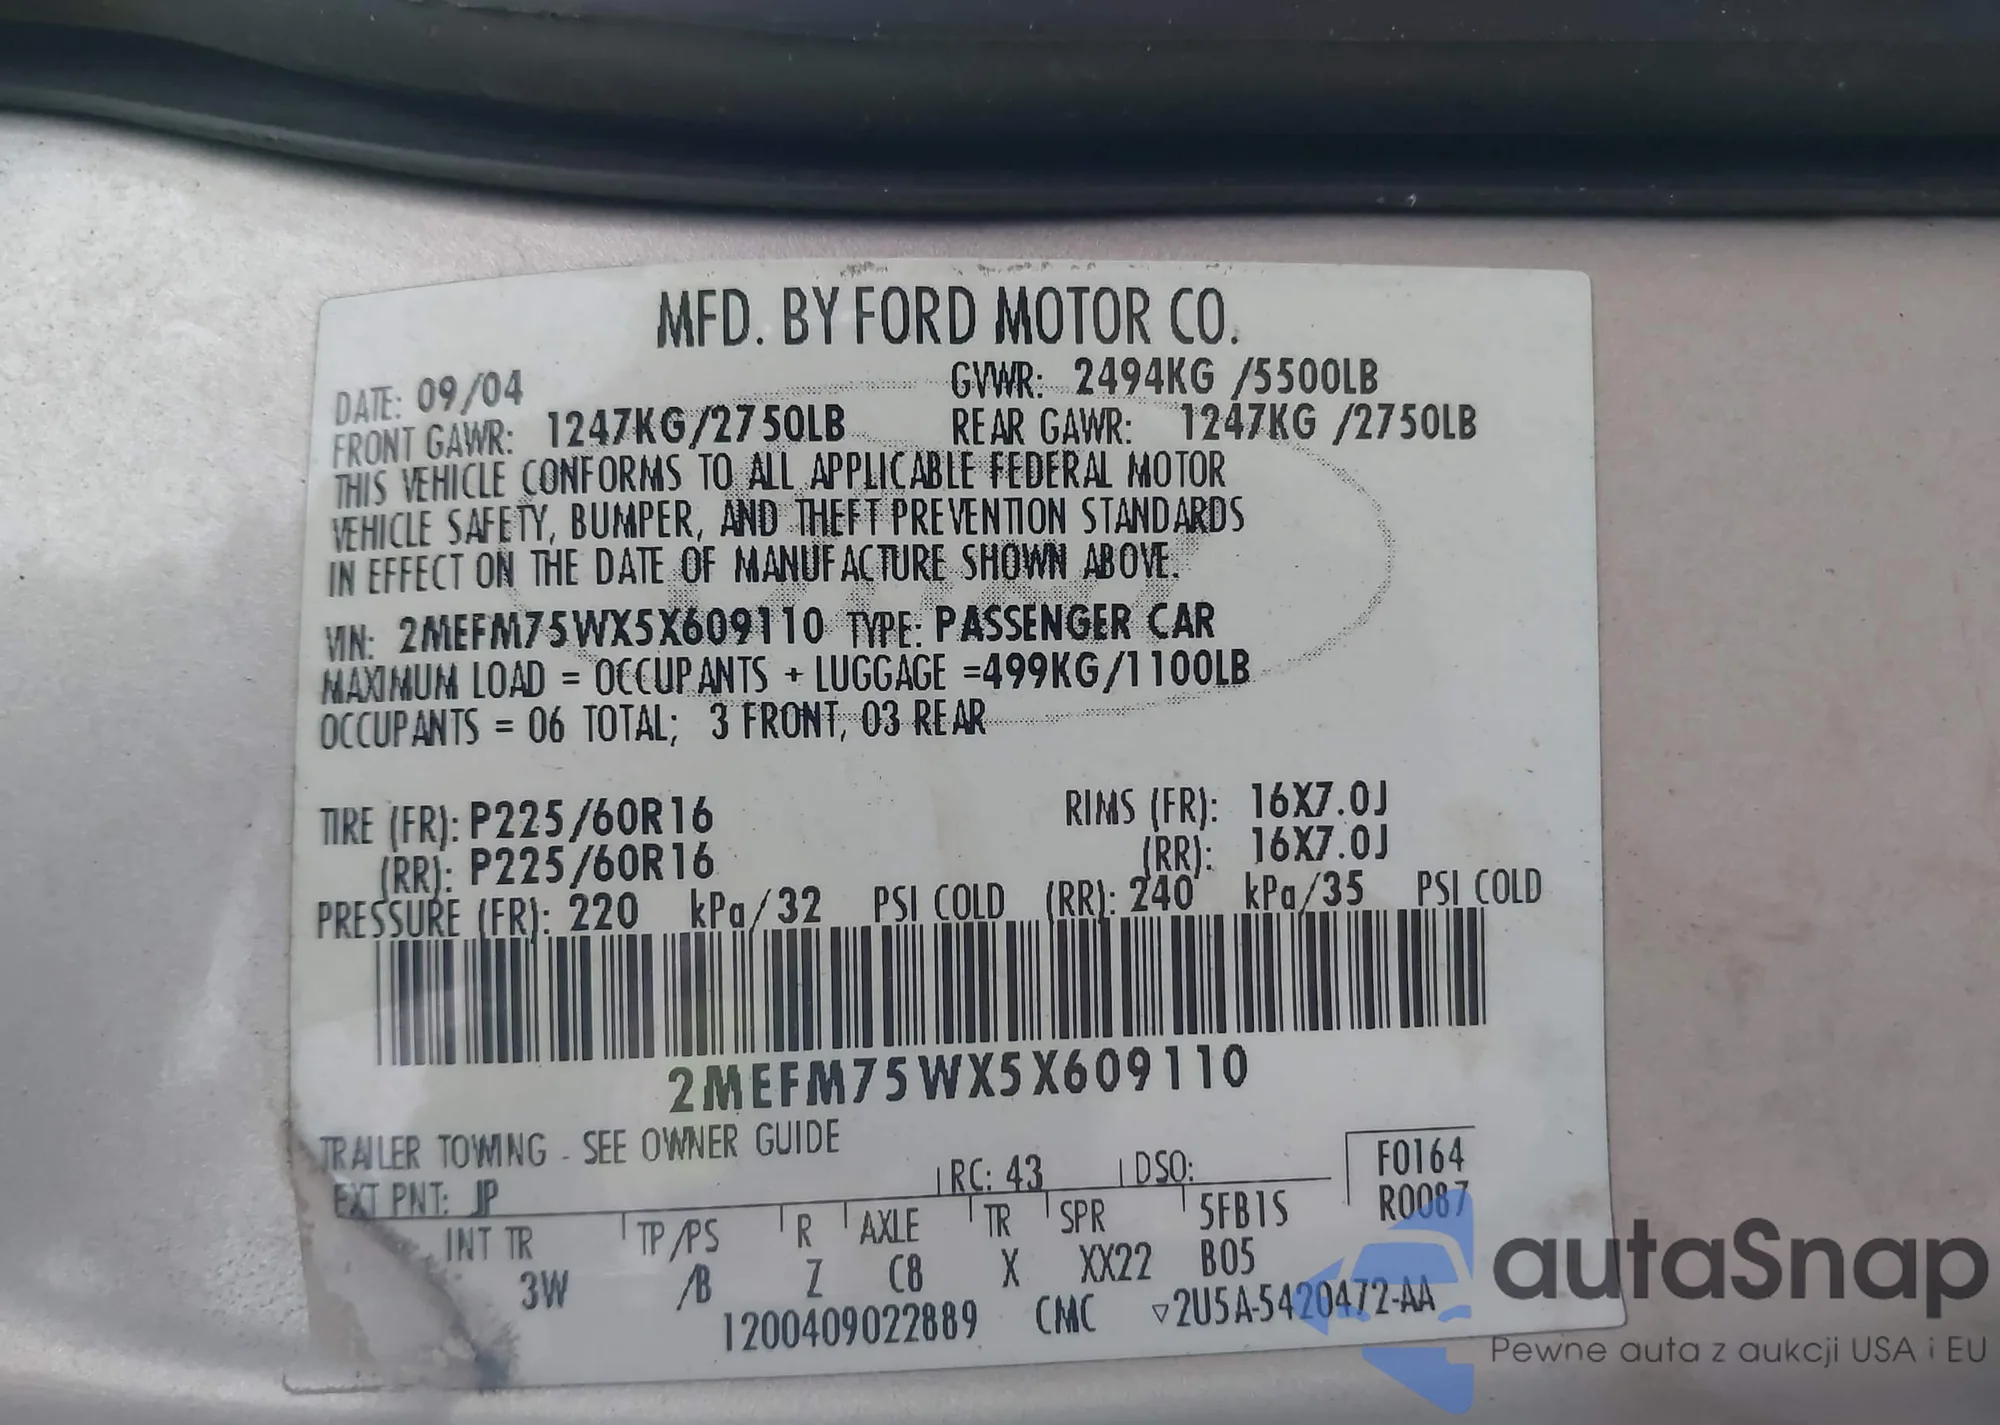 MFD. BY FORD MOTOR CO.
DATE: 09/04 GVWR: 2494KG /5500LB
FRONT GAWR: 1247KG/2750LB REAR GAWR: 1247KG /2750LB
THIS VEHICLE CONFORMS TO ALL APPLICABLE FEDERAL MOTOR
VEHICLE SAFETY, BUMPER, AND THEFT PREVENTION STANDARDS
IN EFFECT ON THE DATE OF MANUFACTURE SHOWN ABOVE.
VIN: 2MEFM75WX5X609110 TYPE: PASSENGER CAR
MAXIMUM LOAD = OCCUPANTS + LUGGAGE =499KG/1100LB
OCCUPANTS = 06 TOTAL; 3 FRONT, 03 REAR
TIRE (FR): P225/60R16 RIMS (FR): 16X7.0J
(RR): P225/60R16 (RR): 16X7.0J
PRESSURE (FR): 220 kPa/32 PSI COLD (RR): 240 kPa/35 PSI COLD
2MEFM75WX5X609110
TRAILER TOWING - SEE OWNER GUIDE
EXT PNT: JP RC: 43 DSO: F0164
R0087
INT TR TP/PS R AXLE TR SPR 5FB1S
3W /B Z C8 X XX22 B05
1200409022889 CMC ▽2U5A-5420472-AA
autaSnap
Pewne auta z aukcji USA i EU